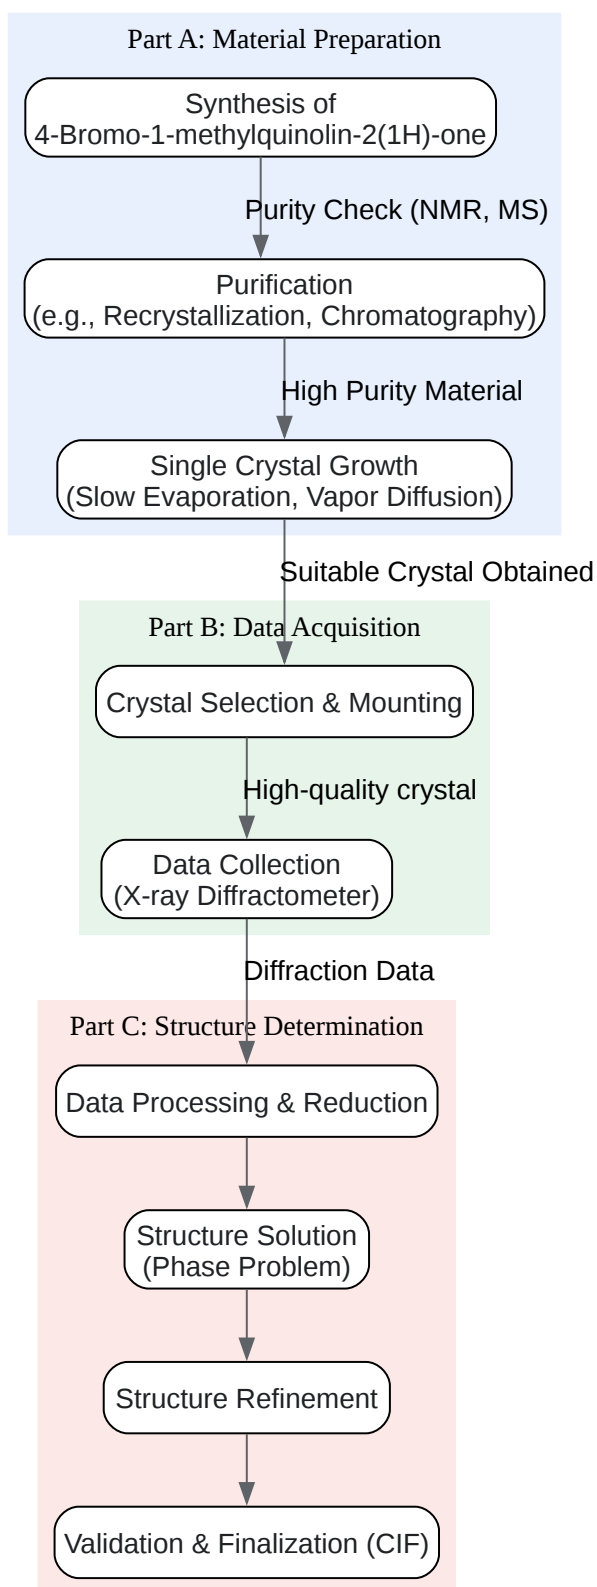 Part A: Material Preparation
Synthesis of
4-Bromo-1-methylquinolin-2(1H)-one
Purity Check (NMR, MS)
Purification
(e.g., Recrystallization, Chromatography)
High Purity Material
Single Crystal Growth
(Slow Evaporation, Vapor Diffusion)
Suitable Crystal Obtained
Part B: Data Acquisition
Crystal Selection & Mounting
High-quality crystal
Data Collection
(X-ray Diffractometer)
Diffraction Data
Part C: Structure Determination
Data Processing & Reduction
Structure Solution
(Phase Problem)
Structure Refinement
Validation & Finalization (CIF)